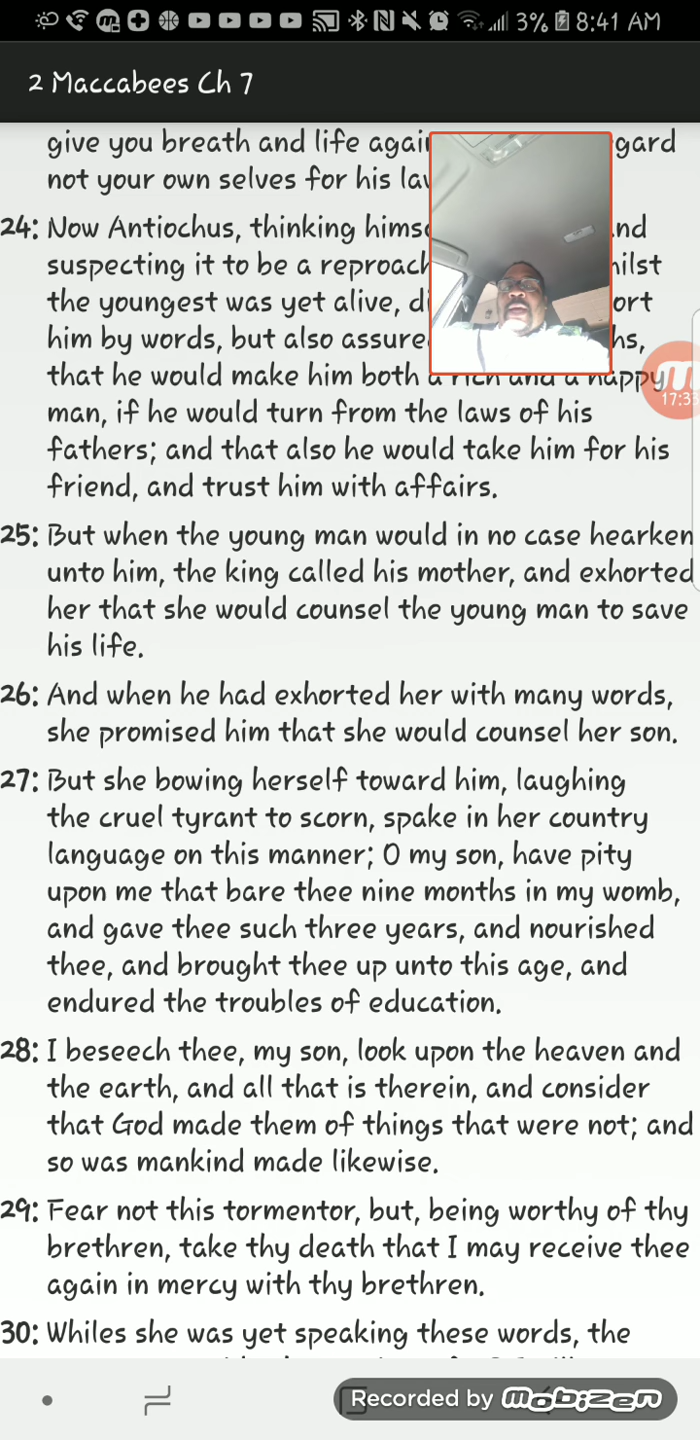 3% 8:41 AM
2 Maccabees Ch 7
give you breath and life again gard
not your own selves for his
24: Now Antiochus, thinking nd
suspecting it to be a reproach hilst
the youngest was yet alive, ort
him by words, but also assure hs,
that he would make him both a rich and a happy
man, if he would turn from the laws of his
17:33
fathers; and that also he would take him for his
friend, and trust him with affairs.
25: But when the young man would in no case hearken
unto him, the king called his mother, and exhorted
her that she would counsel the young man to save
his life.
26: And when he had exhorted her with many words,
she promised him that she would counsel her son.
27: But she bowing herself toward him, laughing
the cruel tyrant to scorn, spake in her country
language on this manner; O my son, have pity
upon me that bare thee nine months in my womb,
and gave thee such three years, and nourished
thee, and brought thee up unto this age, and
endured the troubles of education.
28: I beseech thee, my son, look upon the heaven and
the earth, and all that is therein, and consider
that God made them of things that were not; and
so was mankind made likewise.
29: Fear not this tormentor, but, being worthy of thy
brethren, take thy death that I may receive thee
again in mercy with thy brethren.
30: Whiles she was yet speaking these words, the
Recorded by mobizen